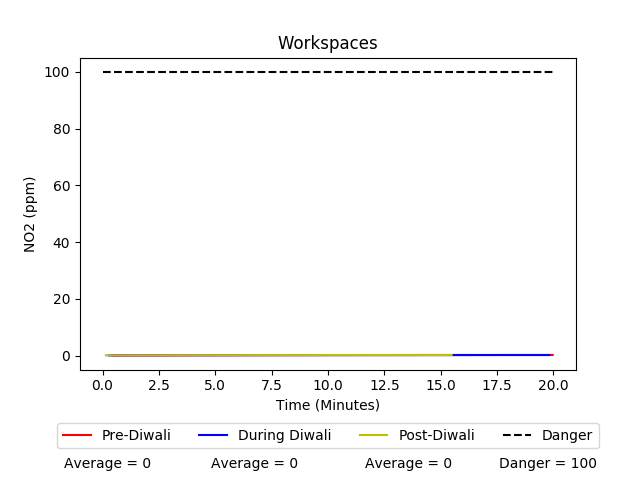 Workspaces
100
80
60
40
20
0
NO2 (ppm)
0.0 2.5 5.0 7.5 10.0 12.5 15.0 17.5 20.0
Time (Minutes)
Pre-Diwali During Diwali Post-Diwali Danger
Average = 0 Average = 0 Average = 0 Danger = 100